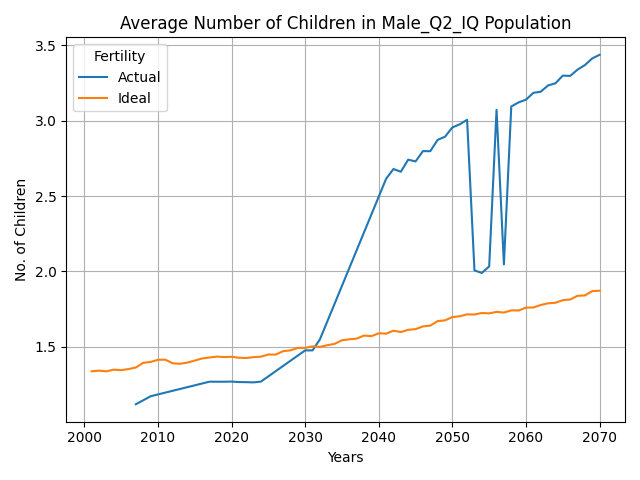 Average Number of Children in Male_Q2_IQ Population
Fertility
Actual
Ideal
No. of Children
3.5
3.0
2.5
2.0
1.5
2000 2010 2020 2030 2040 2050 2060 2070
Years